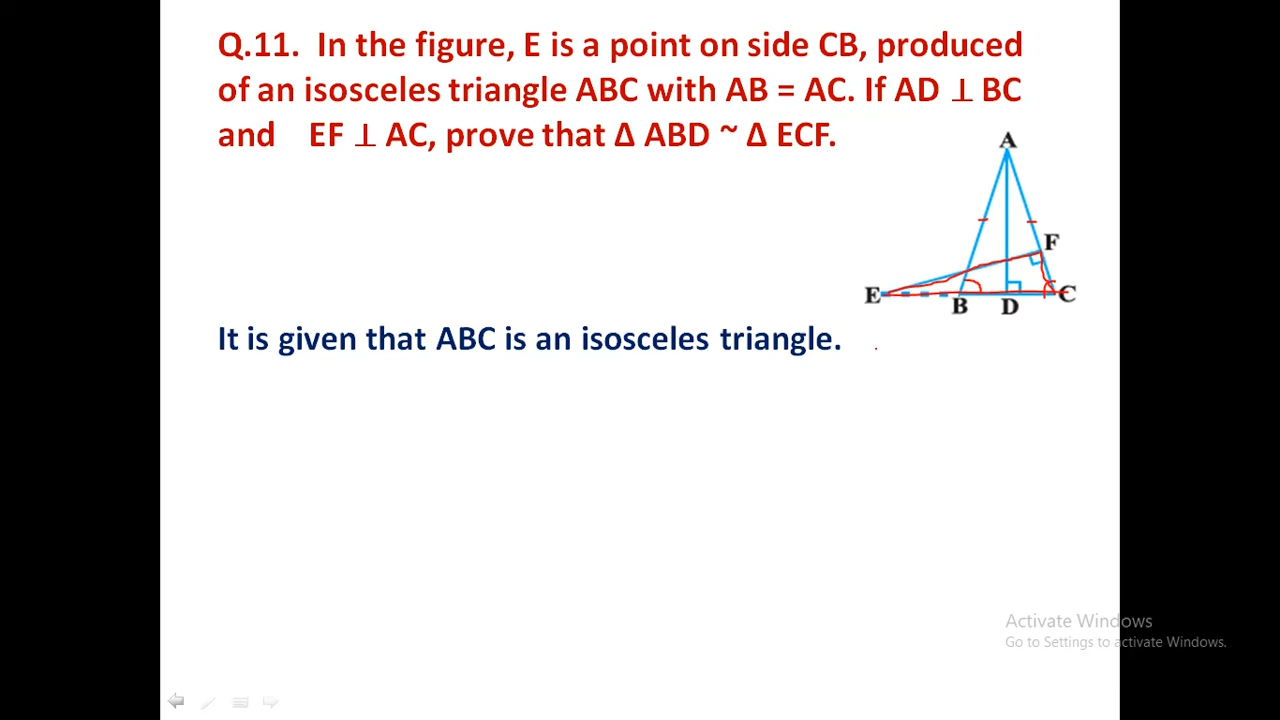 Q.11. In the figure, E is a point on side CB, produced
of an isosceles triangle ABC with AB = AC. If AD ⊥ BC
and EF ⊥ AC, prove that Δ ABD ~ Δ ECF.
A
F
E
B
D
C
It is given that ABC is an isosceles triangle.
Activate Windows
Go to Settings to activate Windows.